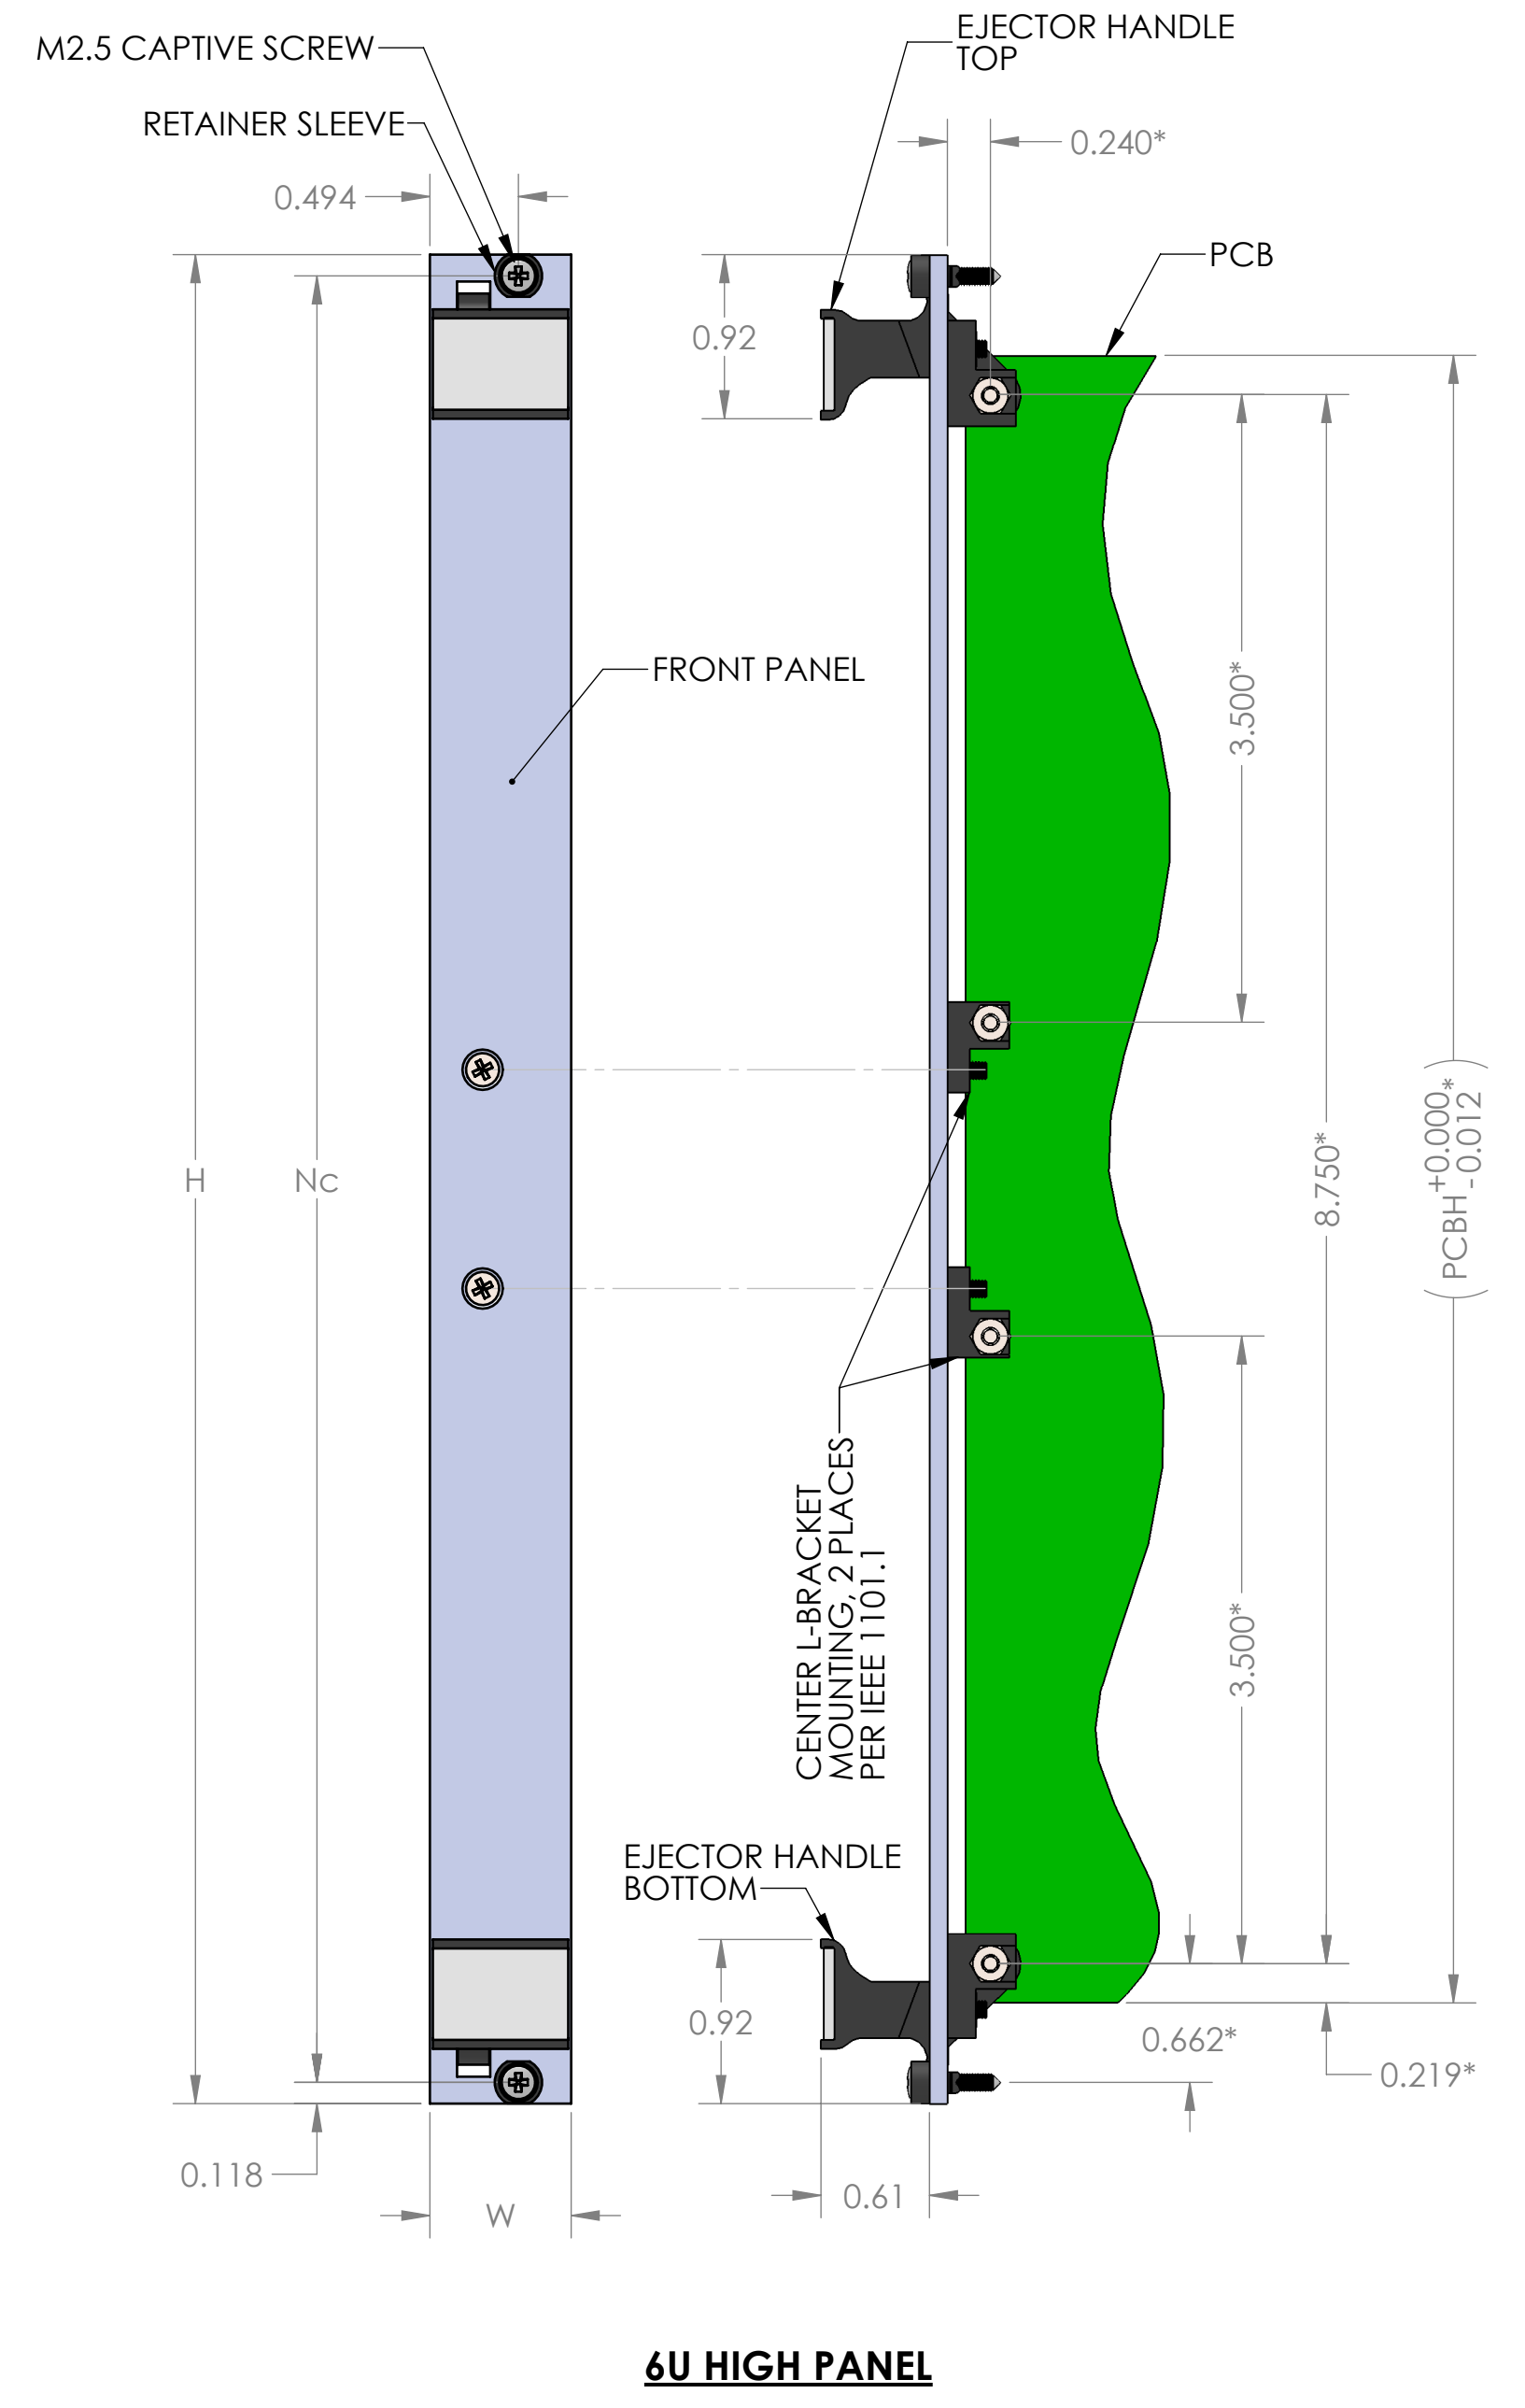 EJECTOR HANDLE
TOP
M2.5 CAPTIVE SCREW
RETAINER SLEEVE
0.240*
0.494
PCB
0.92
FRONT PANEL
3.500*
H
Nc
8.750*
PCBH +0.000*
-0.012
CENTER L-BRACKET
MOUNTING, 2 PLACES
PER IEEE 1101.1
3.500*
EJECTOR HANDLE
BOTTOM
0.92
0.662*
0.219*
0.118
0.61
W
6U HIGH PANEL